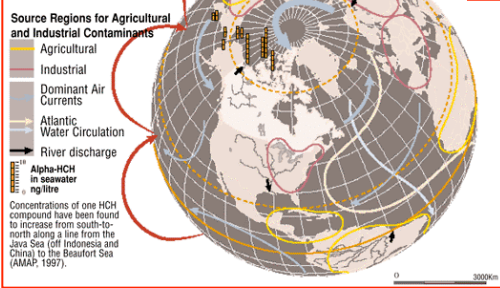 Source Regions for Agricultural
and Industrial Contaminants
Agricultural
Industrial
Dominant Air
Currents
Atlantic
Water Circulation
River discharge
10
Alpha-HCH
in seawater
ng/litre
0
Concentrations of one HCH
compound have been found
to increase from south-to-
north along a line from the
Java Sea (off Indonesia and
China) to the Beaufort Sea
(AMAP, 1997).
0 3000Km